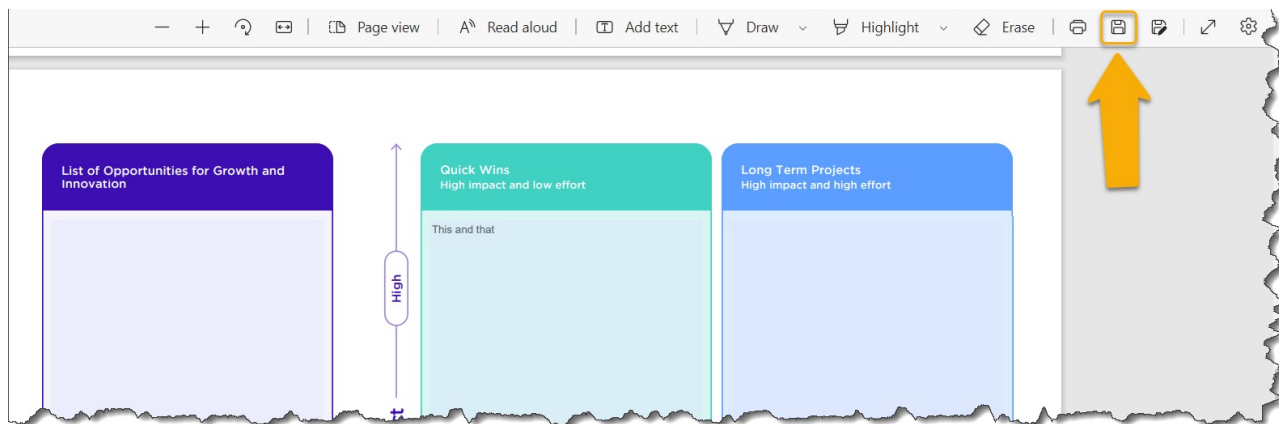 Page view
Read aloud
Add text
Draw
Highlight
Erase
List of Opportunities for Growth and
Innovation
High
Quick Wins
High impact and low effort
This and that
Long Term Projects
High impact and high effort